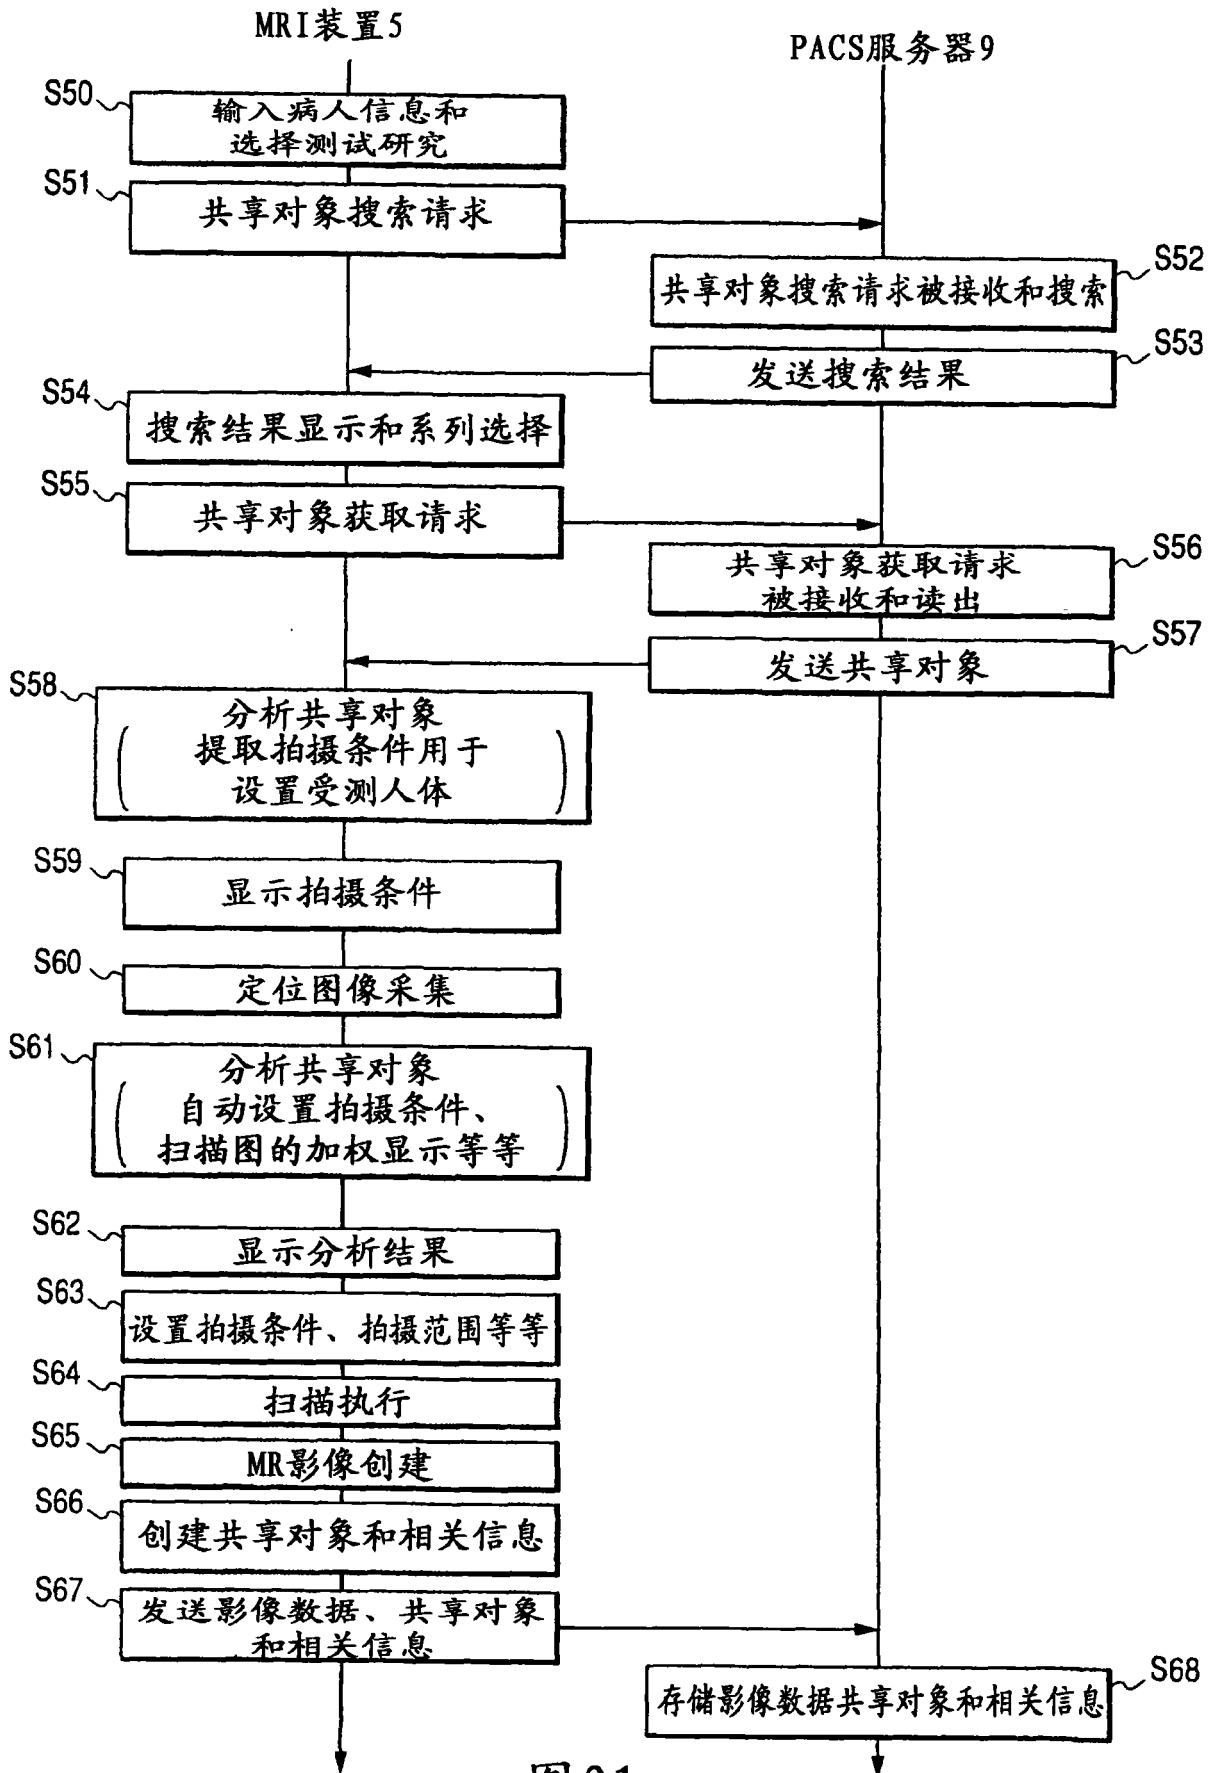 MRI装置5
PACS服务器9
S50
输入病人信息和
选择测试研究
S51
共享对象搜索请求
S52
共享对象搜索请求被接收和搜索
S53
发送搜索结果
S54
搜索结果显示和系列选择
S55
共享对象获取请求
S56
共享对象获取请求
被接收和读出
S57
发送共享对象
S58
分析共享对象
(提取拍摄条件用于
设置受测人体)
S59
显示拍摄条件
S60
定位图像采集
S61
分析共享对象
(自动设置拍摄条件、
扫描图的加权显示等等)
S62
显示分析结果
S63
设置拍摄条件、拍摄范围等等
S64
扫描执行
S65
MR影像创建
S66
创建共享对象和相关信息
S67
发送影像数据、共享对象
和相关信息
S68
存储影像数据共享对象和相关信息